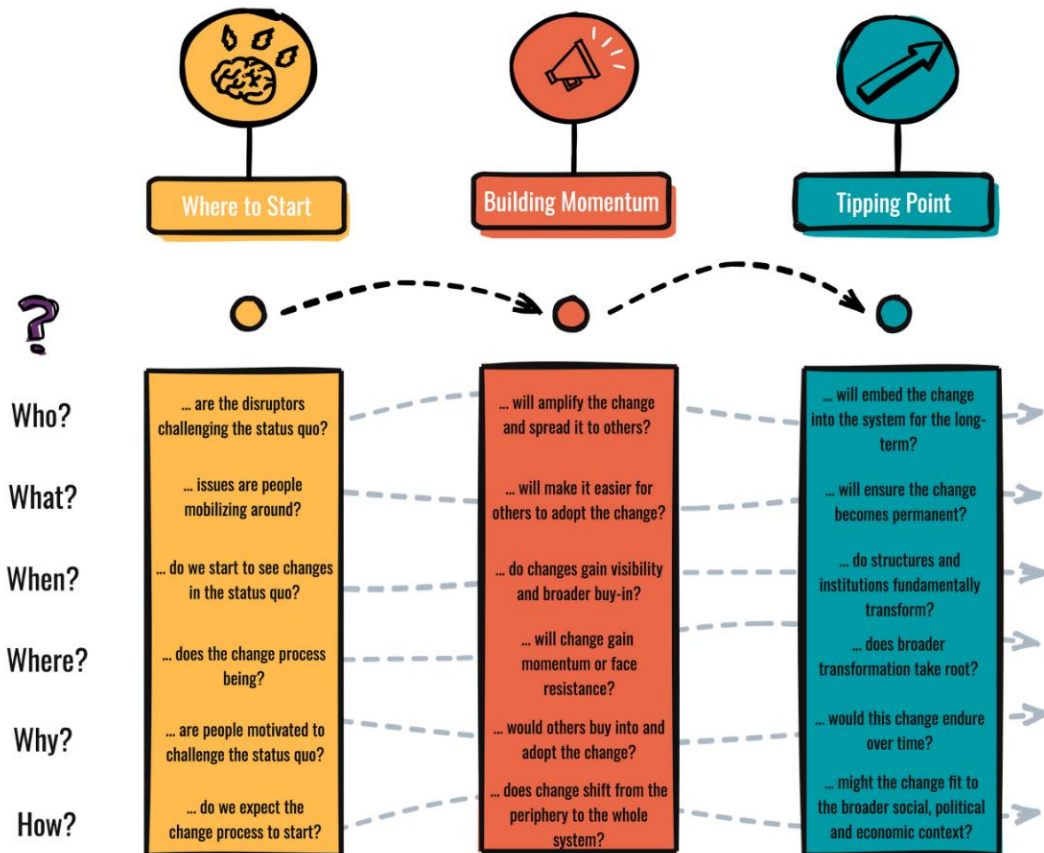 Where to Start
Building Momentum
Tipping Point
?
Who?
... are the disruptors
challenging the status quo?
... will amplify the change
and spread it to others?
... will embed the change
into the system for the long-
term?
What?
... issues are people
mobilizing around?
... will make it easier for
others to adopt the change?
... will ensure the change
becomes permanent?
When?
... do we start to see changes
in the status quo?
... do changes gain visibility
and broader buy-in?
... do structures and
institutions fundamentally
transform?
Where?
... does the change process
being?
... will change gain
momentum or face
resistance?
... does broader
transformation take root?
Why?
... are people motivated to
challenge the status quo?
... would others buy into and
adopt the change?
... would this change endure
over time?
How?
... do we expect the
change process to start?
... does change shift from the
periphery to the whole
system?
... might the change fit to
the broader social, political
and economic context?